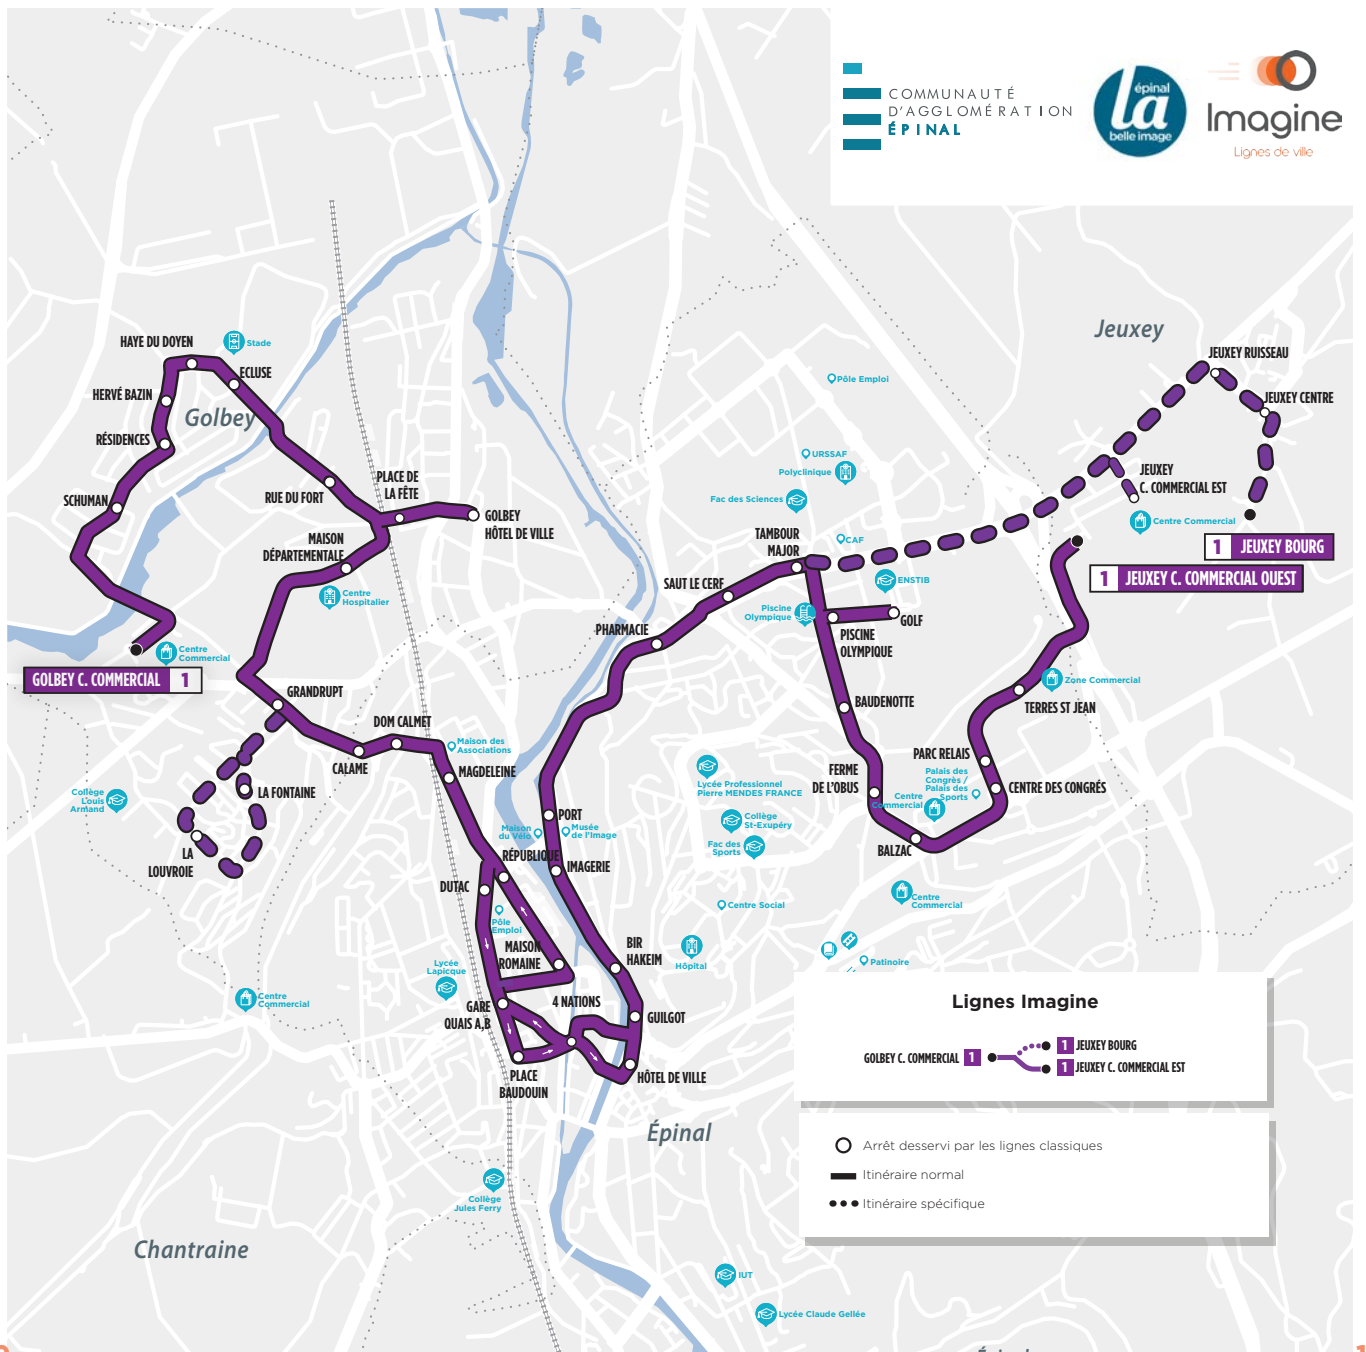 COMMUNAUTÉ
D'AGGLOMÉRATION
ÉPINAL
épinal
la
belle image
Imagine
Lignes de ville
Jeuxey
JEUXEY RUISSEAU
JEUXEY CENTRE
JEUXEY
C. COMMERCIAL EST
Centre Commercial
1 JEUXEY BOURG
1 JEUXEY C. COMMERCIAL OUEST
HAYE DU DOYEN
Stade
ECLUSE
HERVÉ BAZIN
Golbey
RÉSIDENCES
SCHUMAN
RUE DU FORT
PLACE DE
LA FÊTE
GOLBEY
HÔTEL DE VILLE
MAISON
DÉPARTEMENTALE
Centre
Hospitalier
Centre
Commercial
GOLBEY C. COMMERCIAL 1
GRANDRUPT
DOM CALMET
CALAME
Maison des
Associations
MAGDELEINE
LA FONTAINE
Collège
Louis
Armand
LA
LOUVROIE
Pôle Emploi
URSSAF
Polyclinique
Fac des Sciences
TAMBOUR
MAJOR
CAF
ENSTIB
SAUT LE CERF
Piscine
Olympique
GOLF
PISCINE
OLYMPIQUE
PHARMACIE
BAUDENOTTE
Zone Commercial
TERRES ST JEAN
PARC RELAIS
Palais des
Congrès /
Palais des
Sports
CENTRE DES CONGRÉS
FERME
DE L'OBUS
Centre
Commercial
BALZAC
Lycée Professionnel
Pierre MENDES FRANCE
Collège
St-Exupéry
Fac des
Sports
Centre
Commercial
Centre Social
PORT
Maison
du Vélo
Musée
de l'Image
RÉPUBLIQUE
IMAGERIE
DUTAC
Pôle
Emploi
MAISON
ROMAINE
BIR
HAKEIM
Hôpital
Patinoire
Lycée
Lapicque
Centre
Commercial
GARE
QUAIS A,B
4 NATIONS
GUILGOT
PLACE
BAUDOUIN
HÔTEL DE VILLE
Épinal
Lignes Imagine
GOLBEY C. COMMERCIAL 1
1 JEUXEY BOURG
1 JEUXEY C. COMMERCIAL EST
Arrêt desservi par les lignes classiques
Itinéraire normal
Itinéraire spécifique
Collège
Jules Ferry
Chantraine
IUT
Lycée Claude Gellée